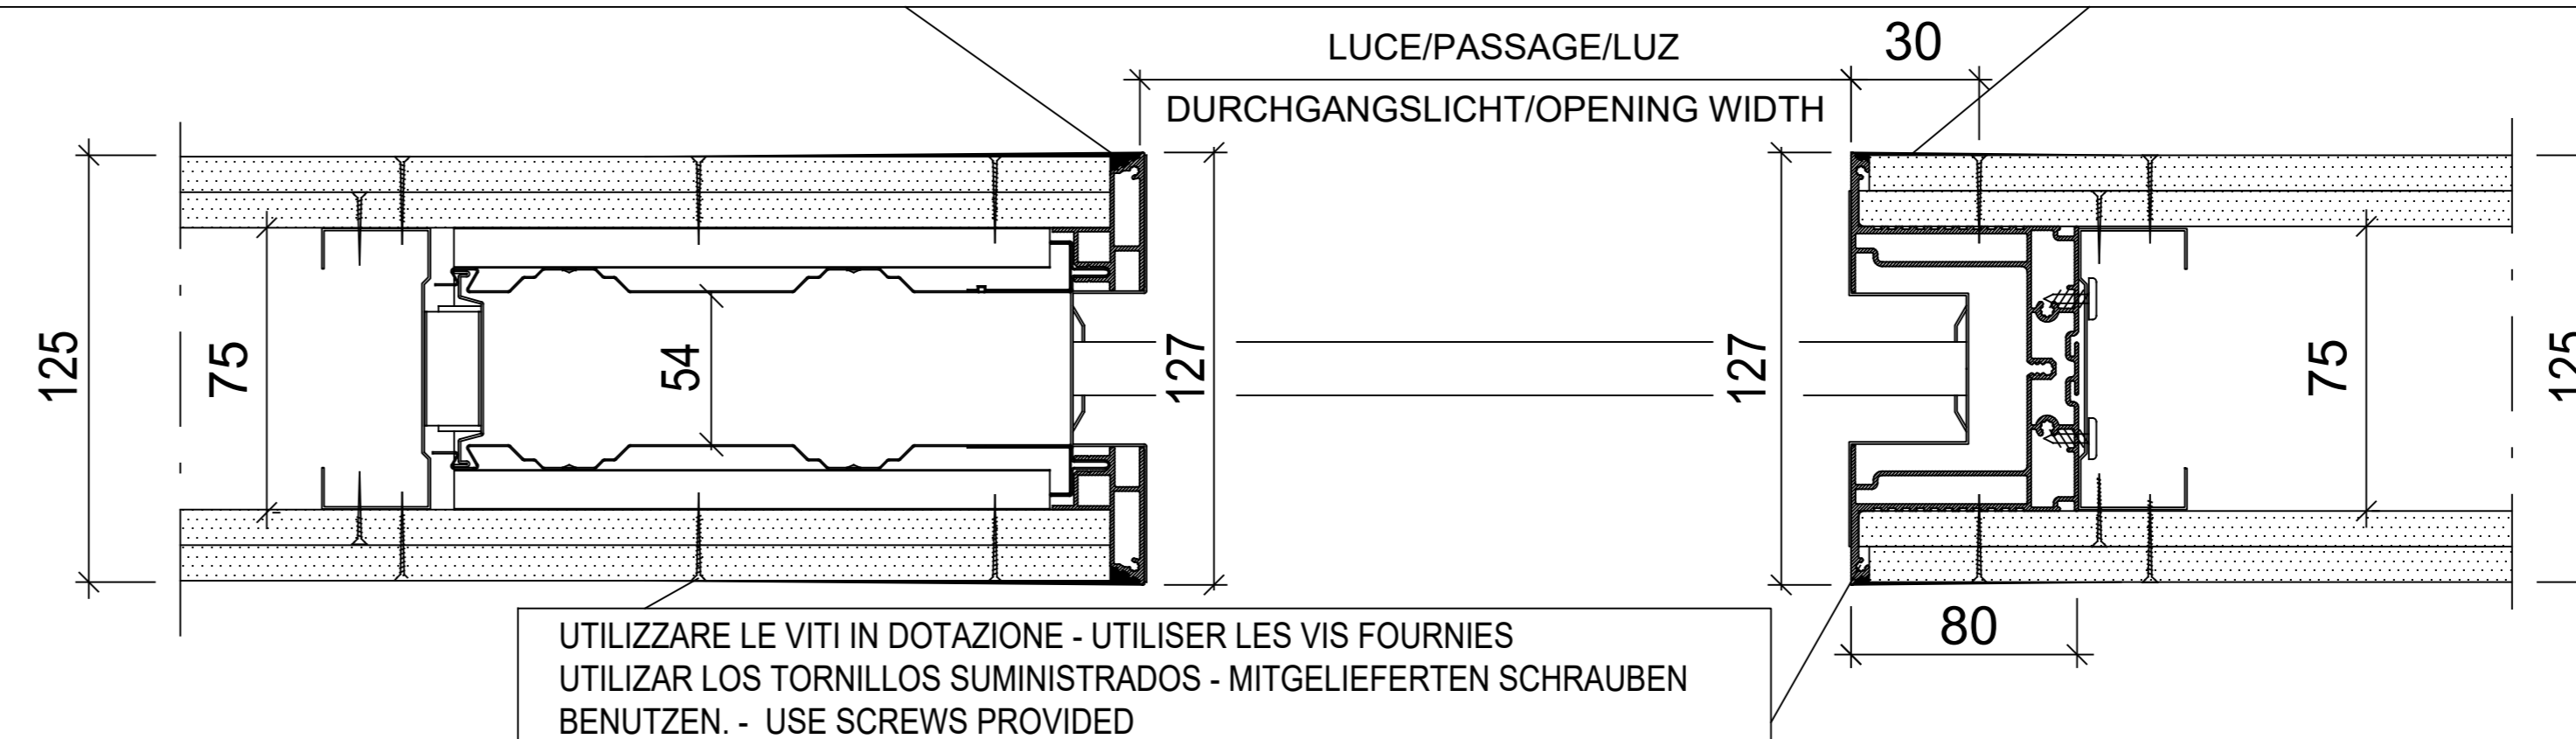 LUCE/PASSAGE/LUZ
30
DURCHGANGSLICHT/OPENING WIDTH
125
75
54
127
127
75
125
80
UTILIZZARE LE VITI IN DOTAZIONE - UTILISER LES VIS FOURNIES
UTILIZAR LOS TORNILLOS SUMINISTRADOS - MITGELIEFERTEN SCHRAUBEN
BENUTZEN. - USE SCREWS PROVIDED